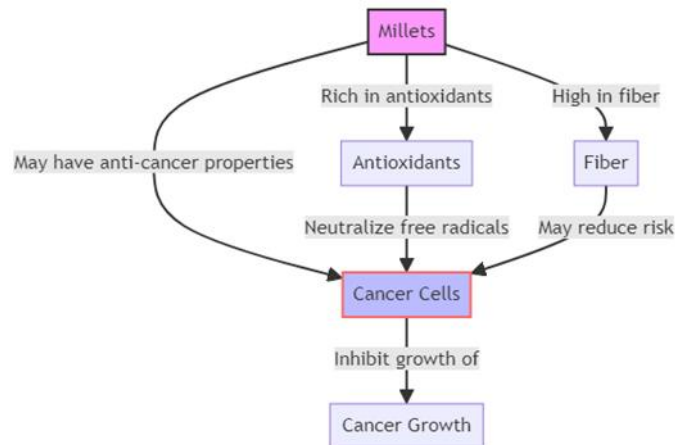 Millets
Rich in antioxidants
High in fiber
May have anti-cancer properties
Antioxidants
Fiber
Neutralize free radicals
May reduce risk
Cancer Cells
Inhibit growth of
Cancer Growth